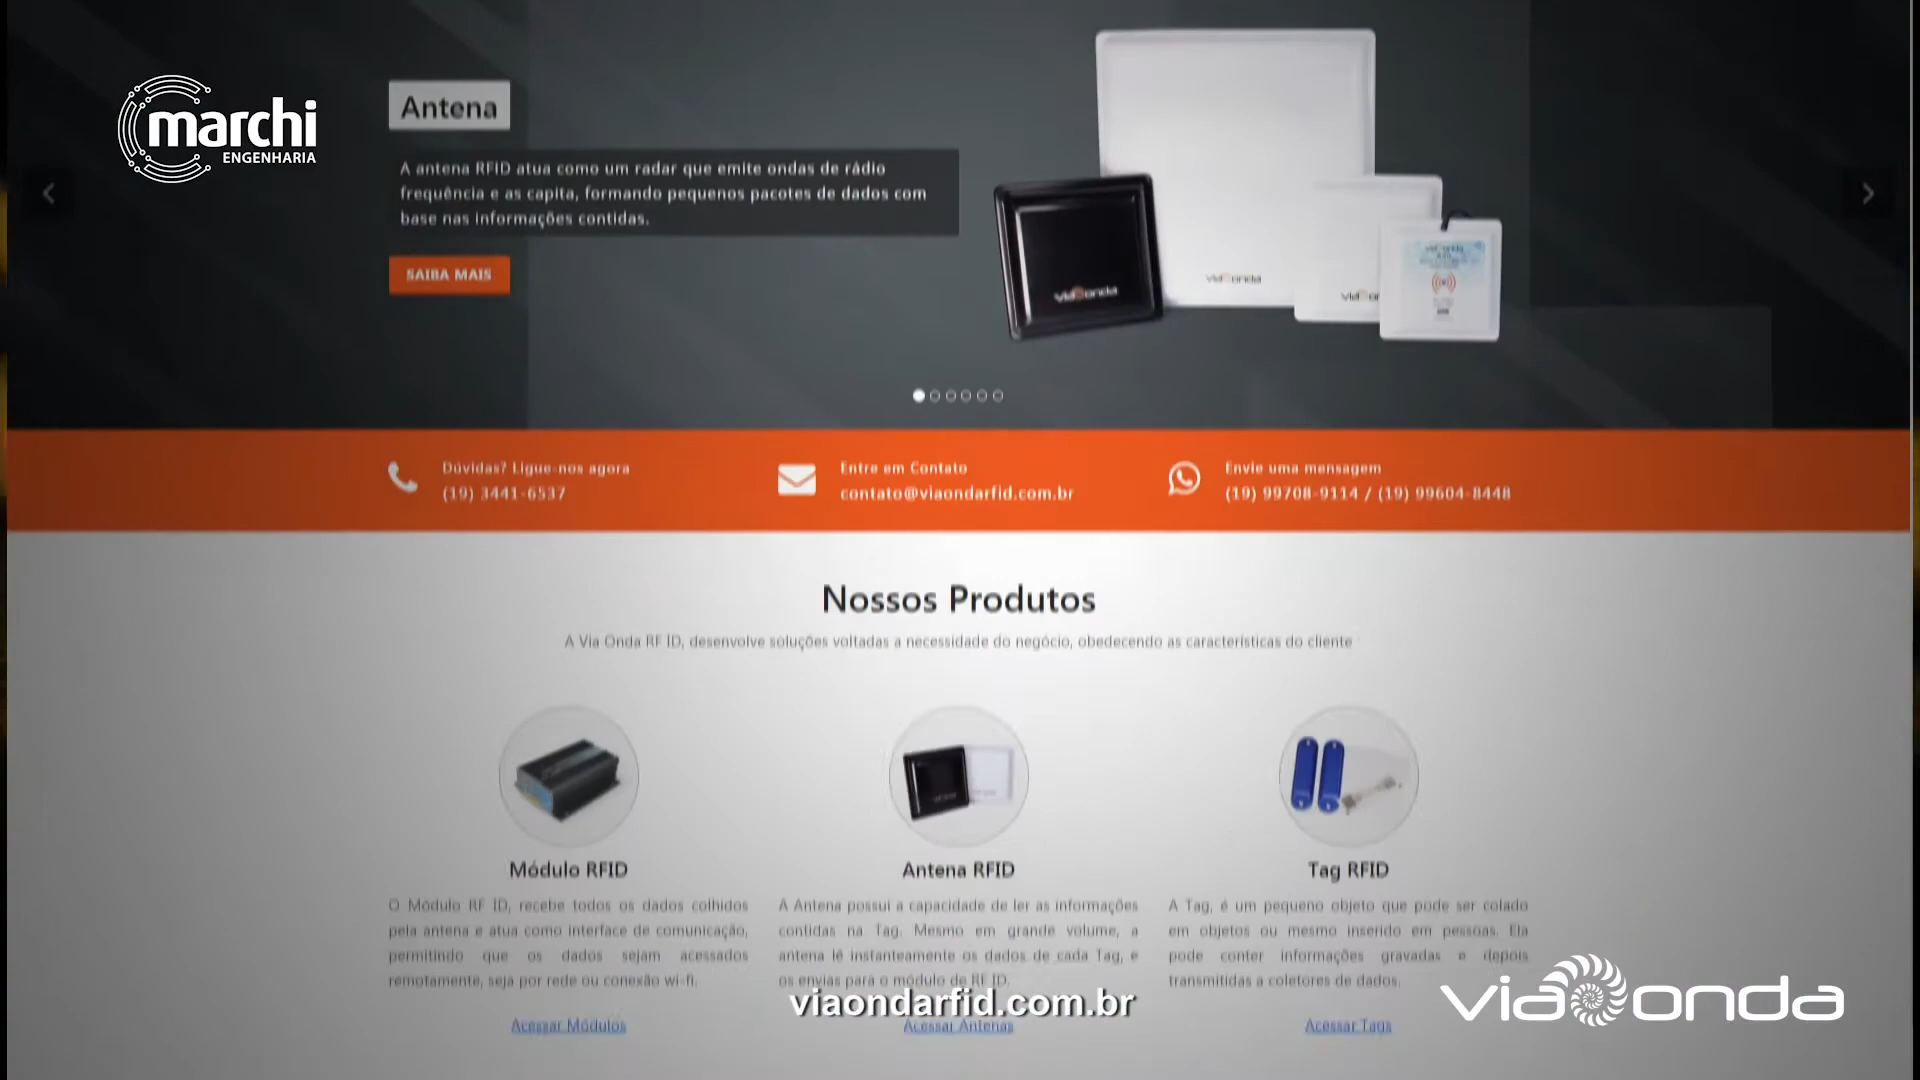 marchi
ENGENHARIA
Antena
A antena RFID atua como um radar que emite ondas de rádio
frequência e as capita, formando pequenos pacotes de dados com
base nas informações contidas.
SAIBA MAIS
viaonda
viaonda
Dúvidas? Ligue-nos agora
(19) 3441-6537
Entre em Contato
contato@viaondarfid.com.br
Envie uma mensagem
(19) 99708-9114 / (19) 99604-8448
Nossos Produtos
A Via Onda RF ID, desenvolve soluções voltadas a necessidade do negócio, obedecendo as características do cliente
Módulo RFID
O Módulo RF ID, recebe todos os dados colhidos
pela antena e atua como interface de comunicação,
permitindo que os dados sejam acessados
remotamente, seja por rede ou conexão wi-fi.
Acessar Módulos
Antena RFID
A Antena possui a capacidade de ler as informações
contidas na Tag. Mesmo em grande volume, a
antena lê instanteamente os dados de cada Tag, e
os envias para o módulo de RF ID.
Acessar Antenas
Tag RFID
A Tag, é um pequeno objeto que pode ser colado
em objetos ou mesmo inserido em pessoas. Ela
pode conter informações gravadas e depois
transmitidas a coletores de dados.
Acessar Tags
viaondarfid.com.br
viaonda